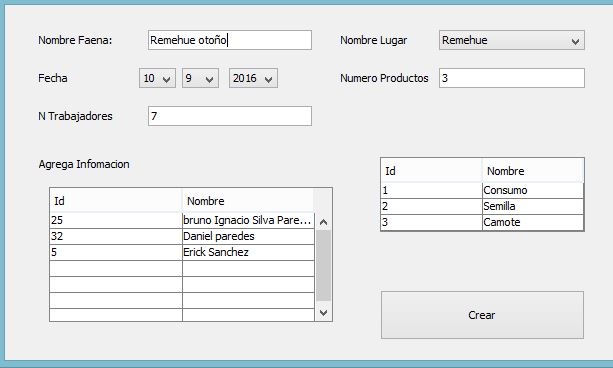 Nombre Faena: Remehue otoño Nombre Lugar Remehue
Fecha 10 9 2016 Numero Productos 3
N Trabajadores 7
Agrega Infomacion
Id Nombre
1 Consumo
2 Semilla
3 Camote
Id Nombre
25 bruno Ignacio Silva Pare...
32 Daniel paredes
5 Erick Sanchez
Crear